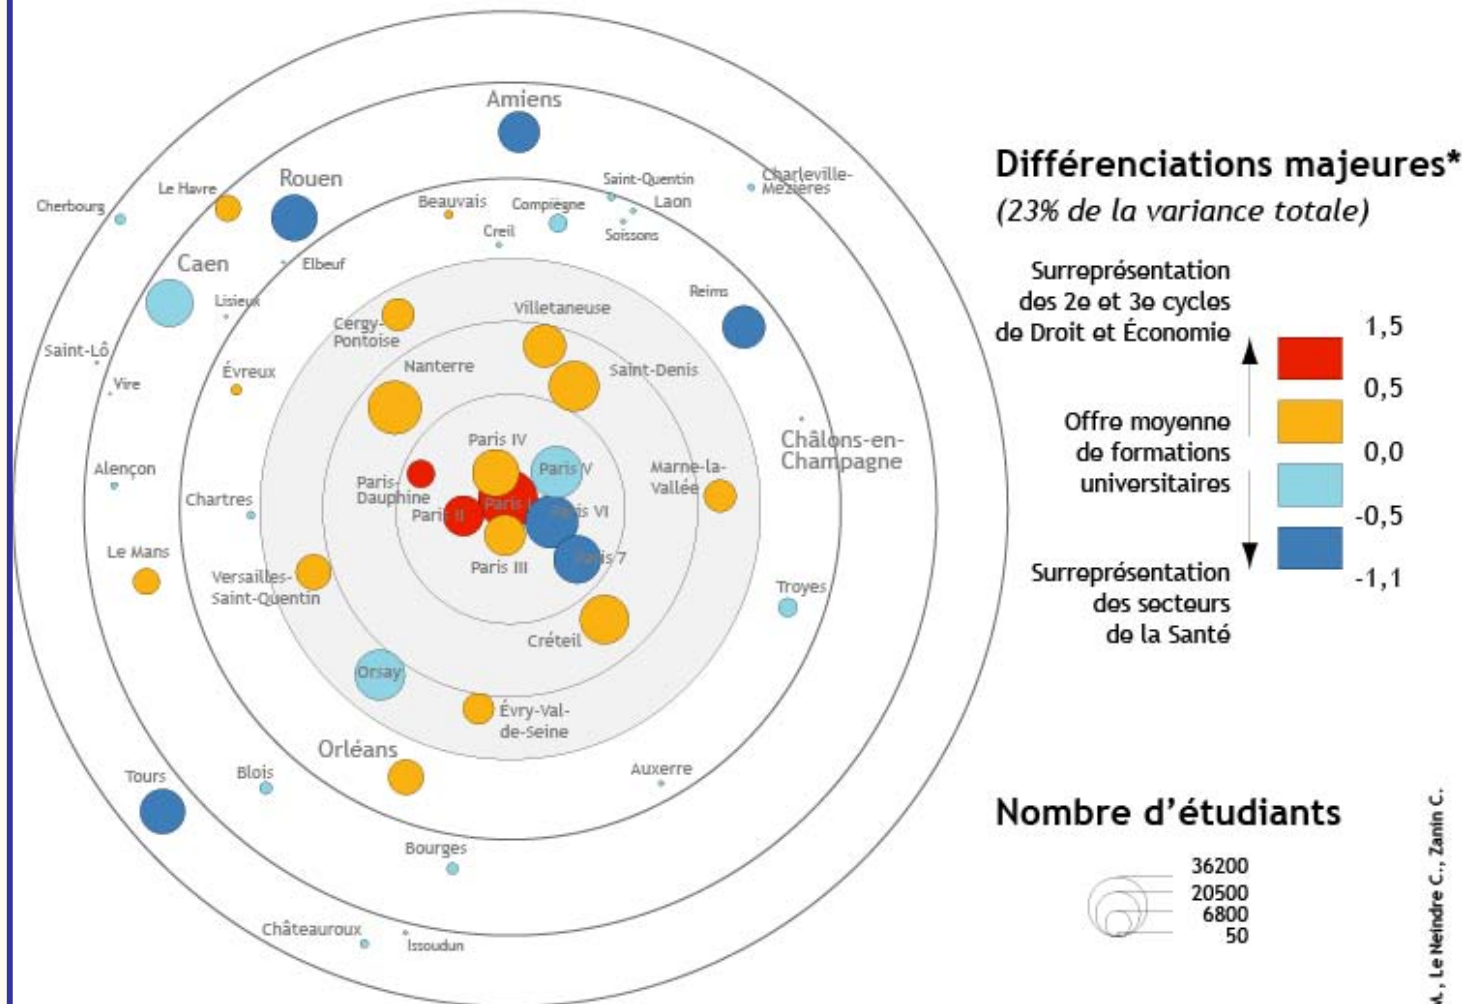 Amiens
Le Havre
Rouen
Cherbourg
Saint-Quentin
Charleville-
Mézières
Beauvais
Compiègne
Laon
Creil
Soissons
Caen
Elbeuf
Lisieux
Reims
Villetaneuse
Cergy-
Pontoise
Saint-Lô
Nanterre
Saint-Denis
Évreux
Vire
Paris IV
Châlons-en-
Champagne
Alençon
Paris V
Marne-la-
Vallée
Paris-
Dauphine
Chartres
Paris I
Paris II
Paris VI
Le Mans
Paris 7
Paris III
Versailles-
Saint-Quentin
Troyes
Créteil
Orsay
Évry-Val-
de-Seine
Orléans
Tours
Blois
Auxerre
Bourges
Châteauroux
Issoudun
Différenciations majeures*
(23% de la variance totale)
Surreprésentation
des 2e et 3e cycles
de Droit et Économie
1,5
0,5
Offre moyenne
de formations
universitaires
0,0
-0,5
-1,1
Surreprésentation
des secteurs
de la Santé
Nombre d'étudiants
36200
20500
6800
50
Le Neindre C., Zanin C.